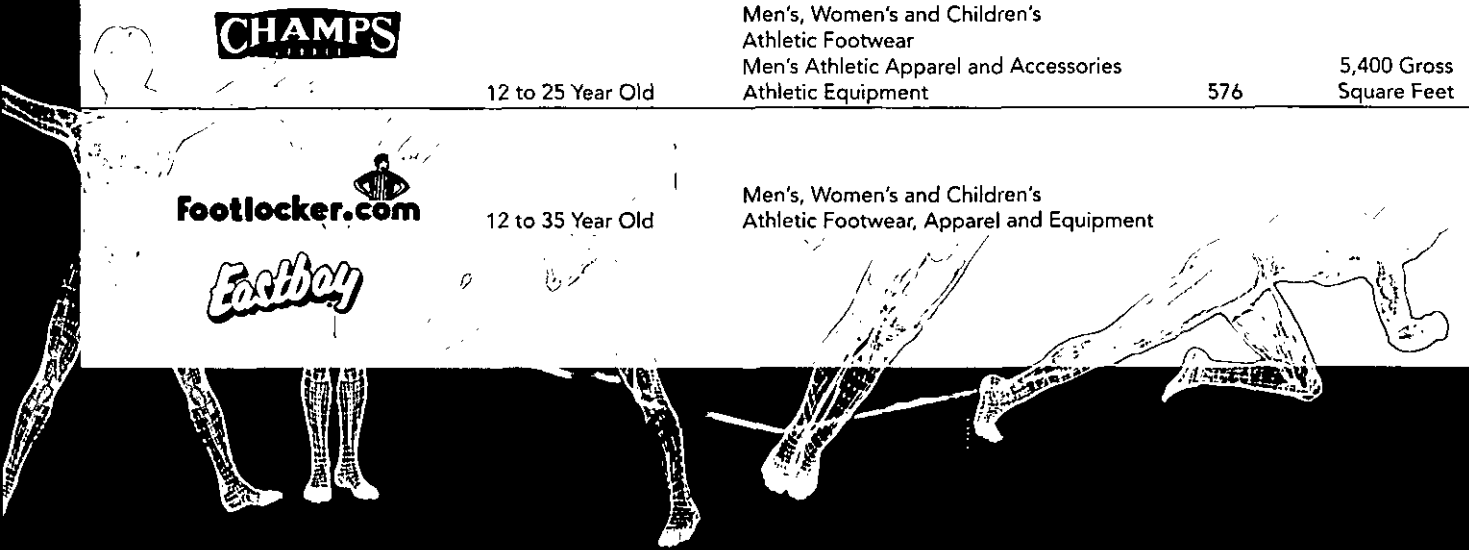 CHAMPS
12 to 25 Year Old
Men's, Women's and Children's
Athletic Footwear
Men's Athletic Apparel and Accessories
Athletic Equipment
576
5,400 Gross
Square Feet
Footlocker.com
Eastbay
12 to 35 Year Old
Men's, Women's and Children's
Athletic Footwear, Apparel and Equipment